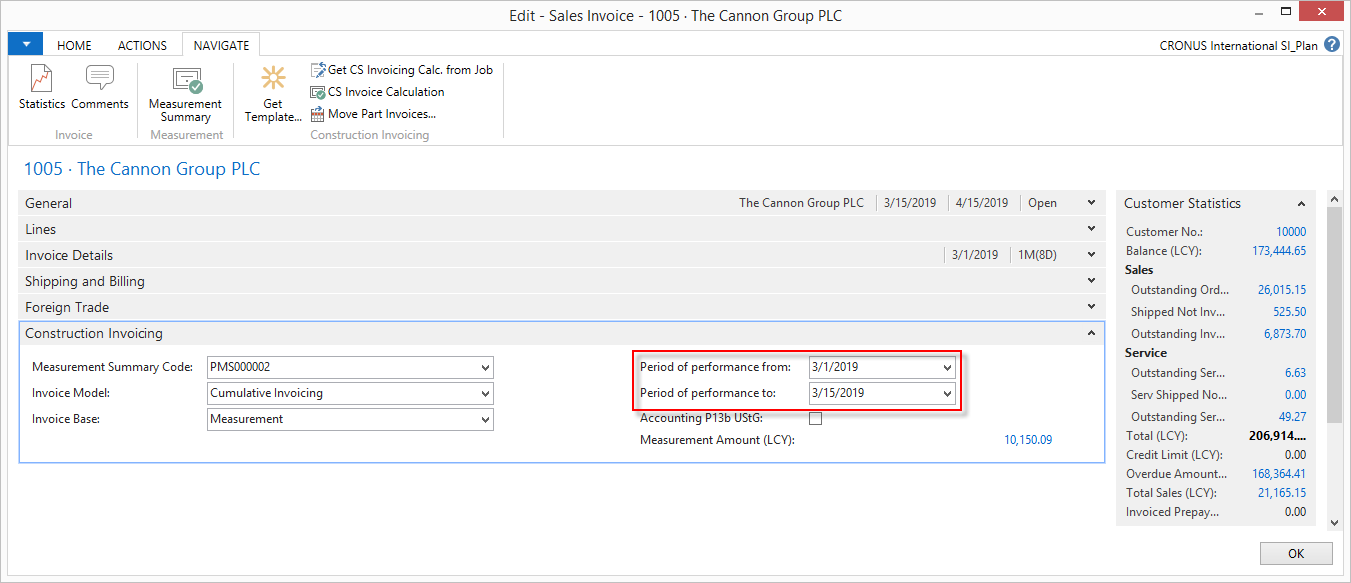 Edit - Sales Invoice - 1005 · The Cannon Group PLC
HOME ACTIONS NAVIGATE
CRONUS International SI_Plan ?
Statistics Comments
Invoice
Measurement
Summary
Measurement
Get
Template...
Get CS Invoicing Calc. from Job
CS Invoice Calculation
Move Part Invoices...
Construction Invoicing
1005 · The Cannon Group PLC
General The Cannon Group PLC 3/15/2019 4/15/2019 Open
Lines
Invoice Details 3/1/2019 1M(8D)
Shipping and Billing
Foreign Trade
Construction Invoicing
Measurement Summary Code: PMS000002
Invoice Model: Cumulative Invoicing
Invoice Base: Measurement
Period of performance from: 3/1/2019
Period of performance to: 3/15/2019
Accounting P13b UStG:
Measurement Amount (LCY): 10,150.09
Customer Statistics
Customer No.: 10000
Balance (LCY): 173,444.65
Sales
Outstanding Ord... 26,015.15
Shipped Not Inv... 525.50
Outstanding Inv... 6,873.70
Service
Outstanding Ser... 6.63
Serv Shipped No... 0.00
Outstanding Ser... 49.27
Total (LCY): 206,914....
Credit Limit (LCY): 0.00
Overdue Amount... 168,364.41
Total Sales (LCY): 21,165.15
Invoiced Prepay... 0.00
OK